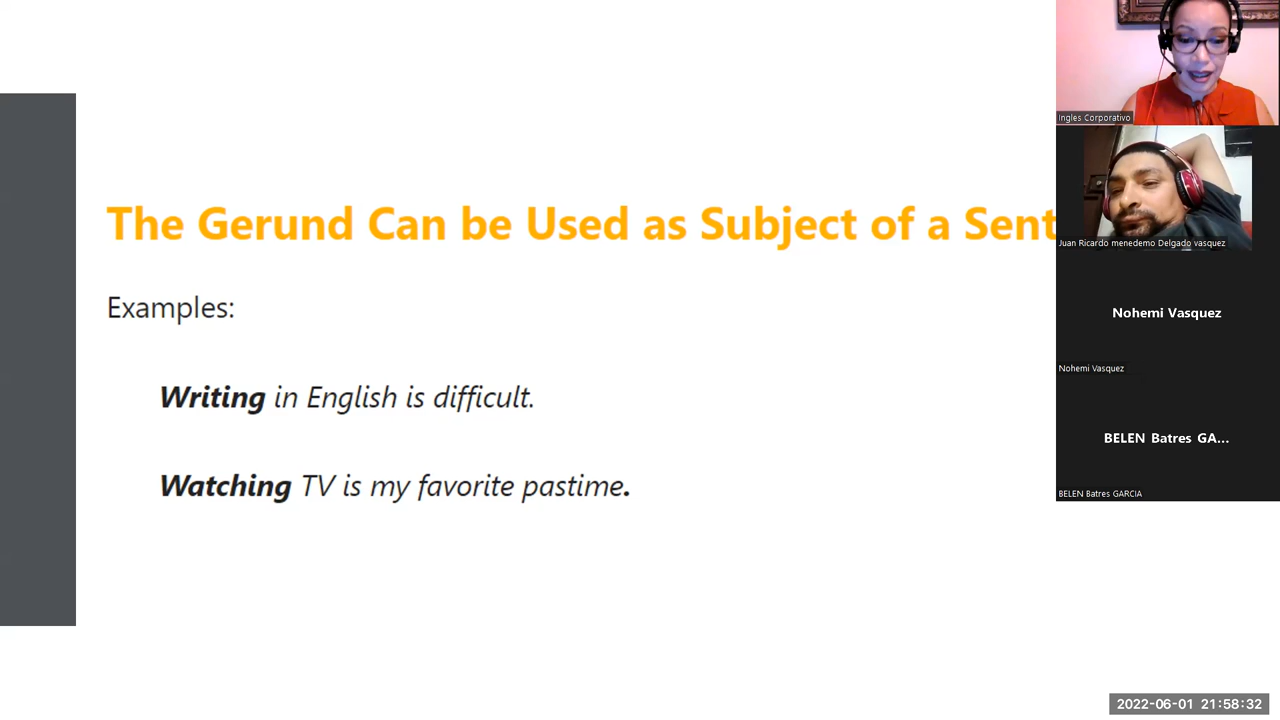 The Gerund Can be Used as Subject of a Sent
Examples:
Writing in English is difficult.
Watching TV is my favorite pastime.
Ingles Corporativo
Juan Ricardo menedemo Delgado vasquez
Nohemi Vasquez
Nohemi Vasquez
BELEN Batres GA...
BELEN Batres GARCIA
2022-06-01 21:58:32